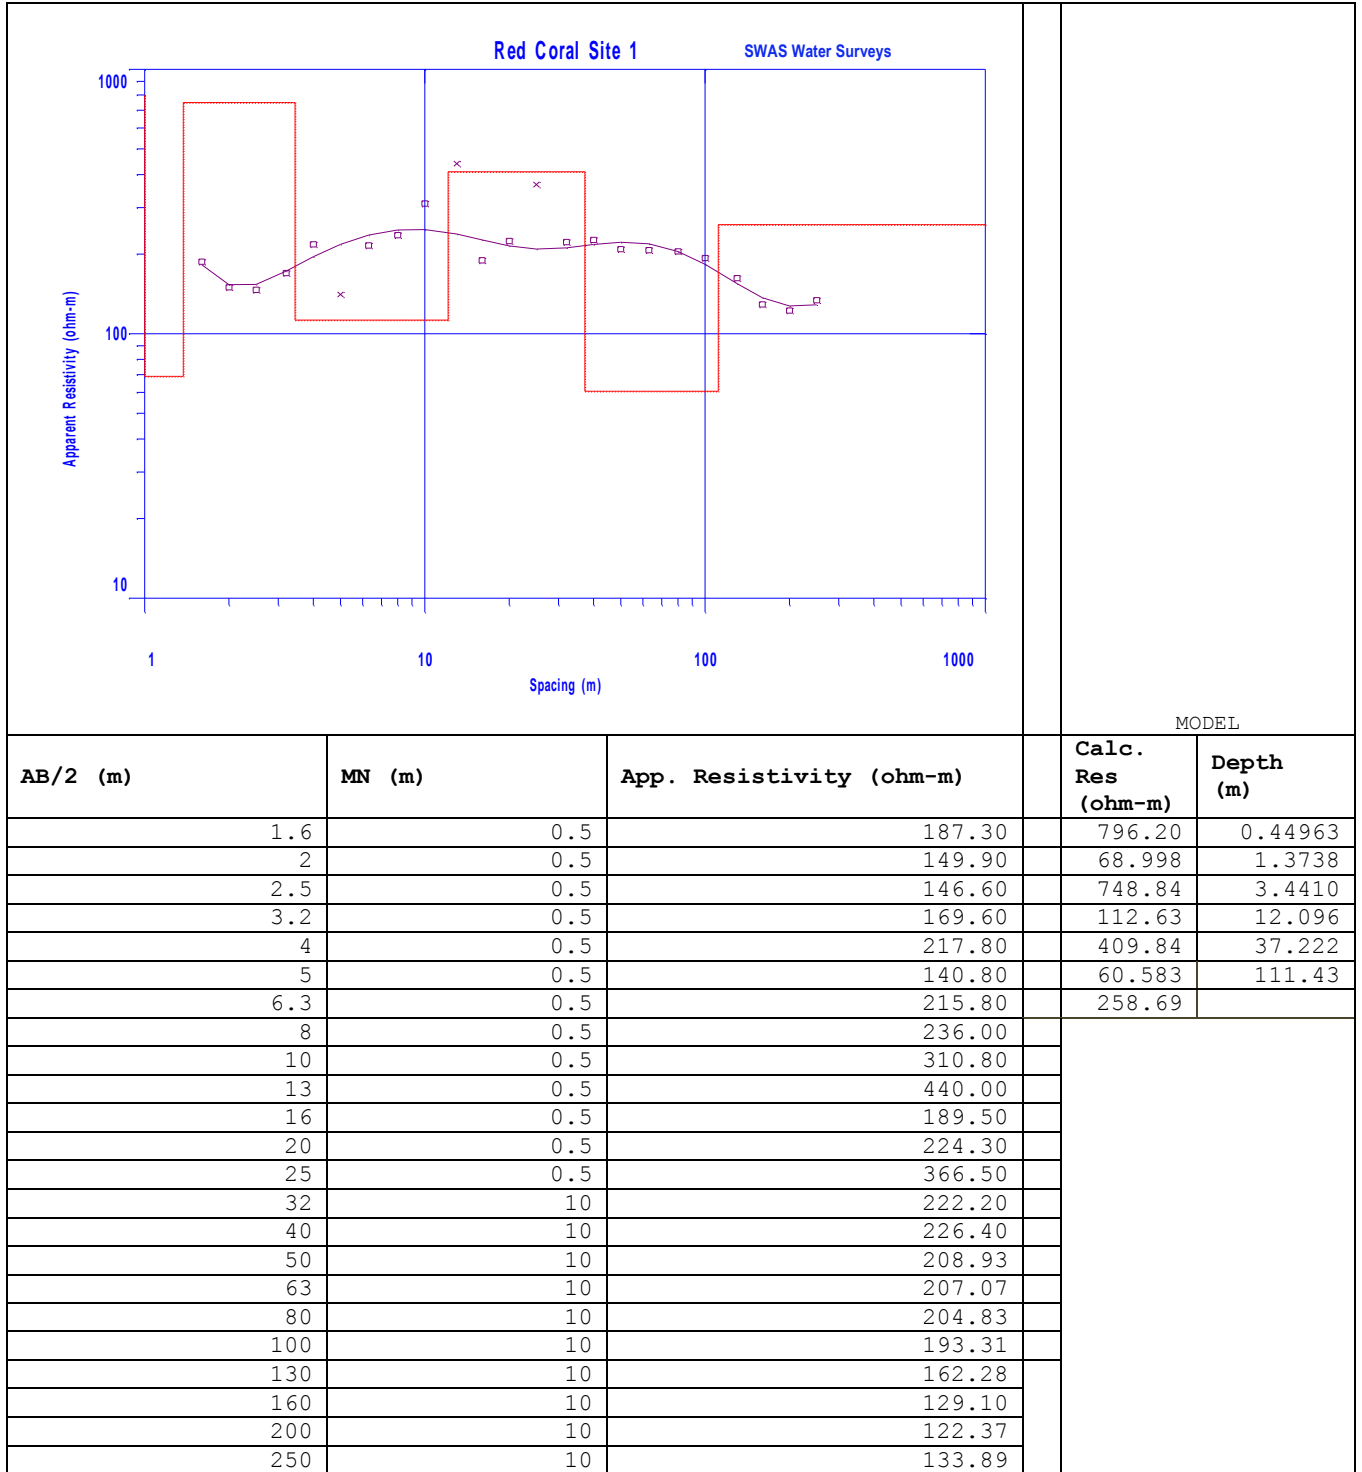 Red Coral Site 1 SWAS Water Surveys
1000
100
10
Apparent Resistivity (ohm-m)
1 10 100 1000
Spacing (m)
MODEL
AB/2 (m) MN (m) App. Resistivity (ohm-m) Calc. Res (ohm-m) Depth (m)
1.6 0.5 187.30 796.20 0.44963
2 0.5 149.90 68.998 1.3738
2.5 0.5 146.60 748.84 3.4410
3.2 0.5 169.60 112.63 12.096
4 0.5 217.80 409.84 37.222
5 0.5 140.80 60.583 111.43
6.3 0.5 215.80 258.69
8 0.5 236.00
10 0.5 310.80
13 0.5 440.00
16 0.5 189.50
20 0.5 224.30
25 0.5 366.50
32 10 222.20
40 10 226.40
50 10 208.93
63 10 207.07
80 10 204.83
100 10 193.31
130 10 162.28
160 10 129.10
200 10 122.37
250 10 133.89